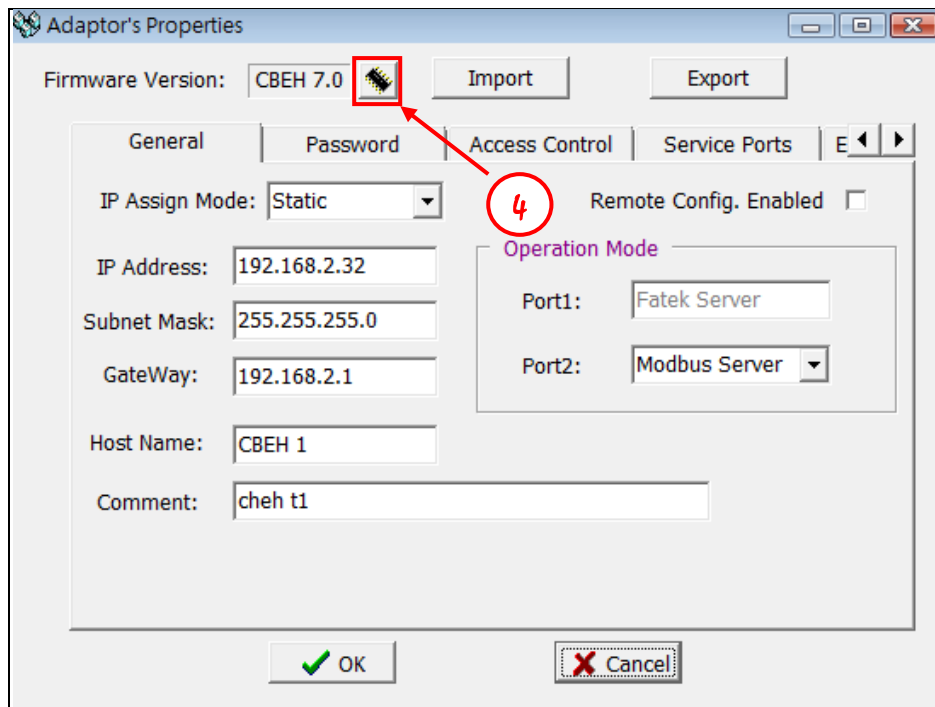 Adaptor's Properties
Firmware Version: CBEH 7.0 Import Export
General Password Access Control Service Ports E
IP Assign Mode: Static Remote Config. Enabled
4
Operation Mode
IP Address: 192.168.2.32
Port1: Fatek Server
Subnet Mask: 255.255.255.0
Port2: Modbus Server
GateWay: 192.168.2.1
Host Name: CBEH 1
Comment: cheh t1
OK Cancel